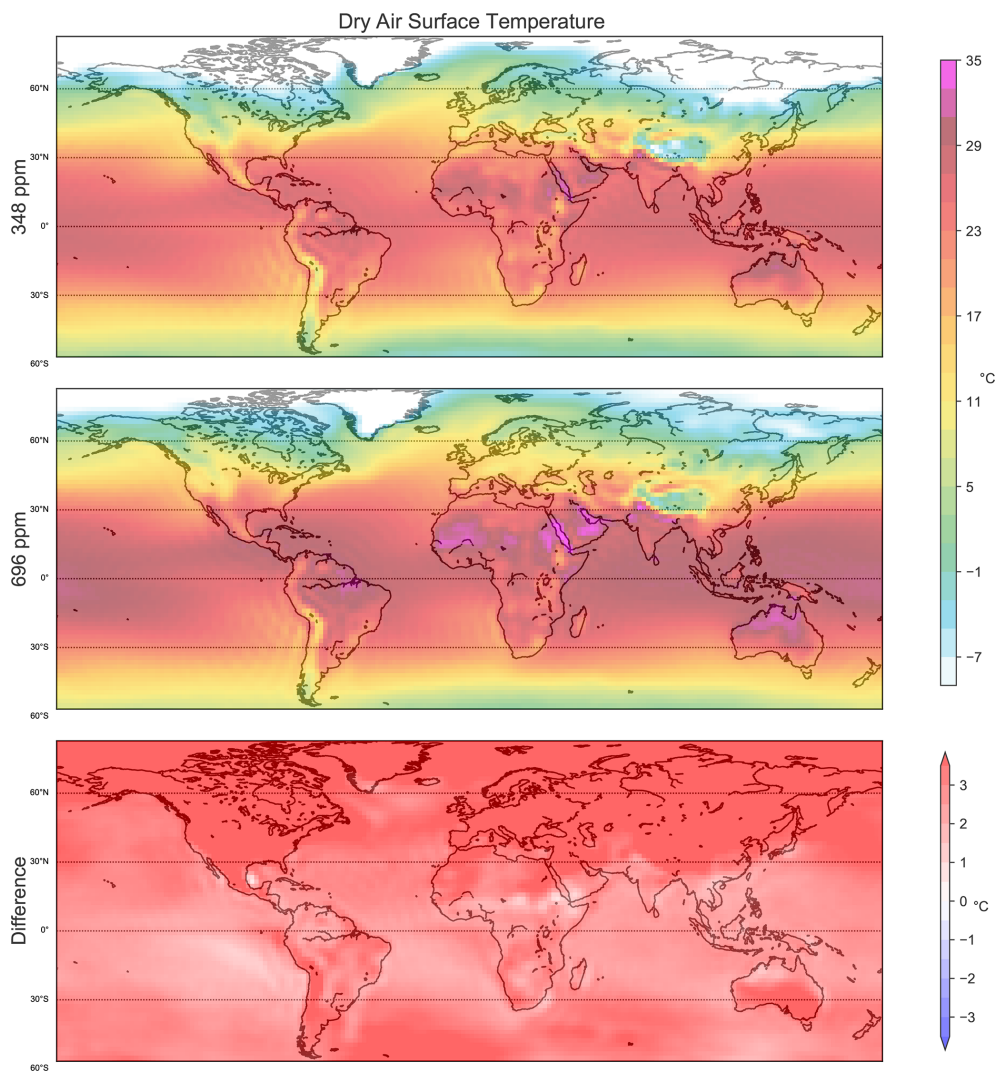 Dry Air Surface Temperature
348 ppm
60°N
30°N
0°
30°S
60°S
696 ppm
60°N
30°N
0°
30°S
60°S
Difference
60°N
30°N
0°
30°S
60°S
35
29
23
17
°C
11
5
−1
−7
3
2
1
0
°C
−1
−2
−3